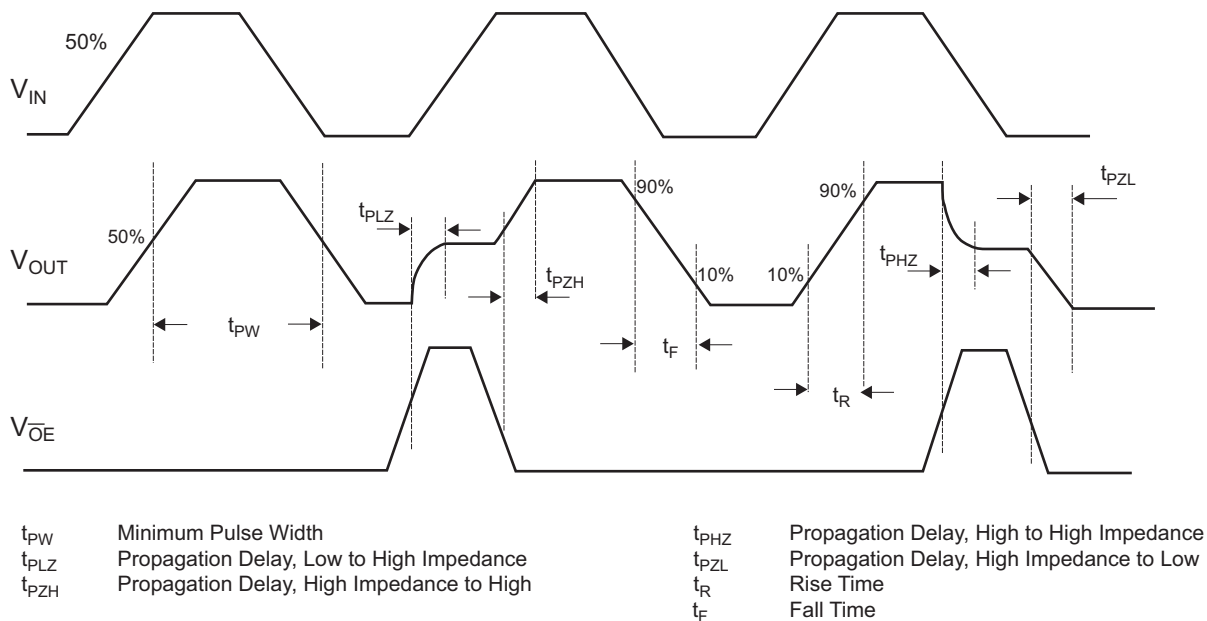 50%
V_IN
90%
90%
t_PZL
t_PLZ
50%
V_OUT
t_PHZ
10%
10%
t_PZH
t_PW
t_F
t_R
V_O̅E̅
t_PW Minimum Pulse Width
t_PLZ Propagation Delay, Low to High Impedance
t_PZH Propagation Delay, High Impedance to High
t_PHZ Propagation Delay, High to High Impedance
t_PZL Propagation Delay, High Impedance to Low
t_R Rise Time
t_F Fall Time